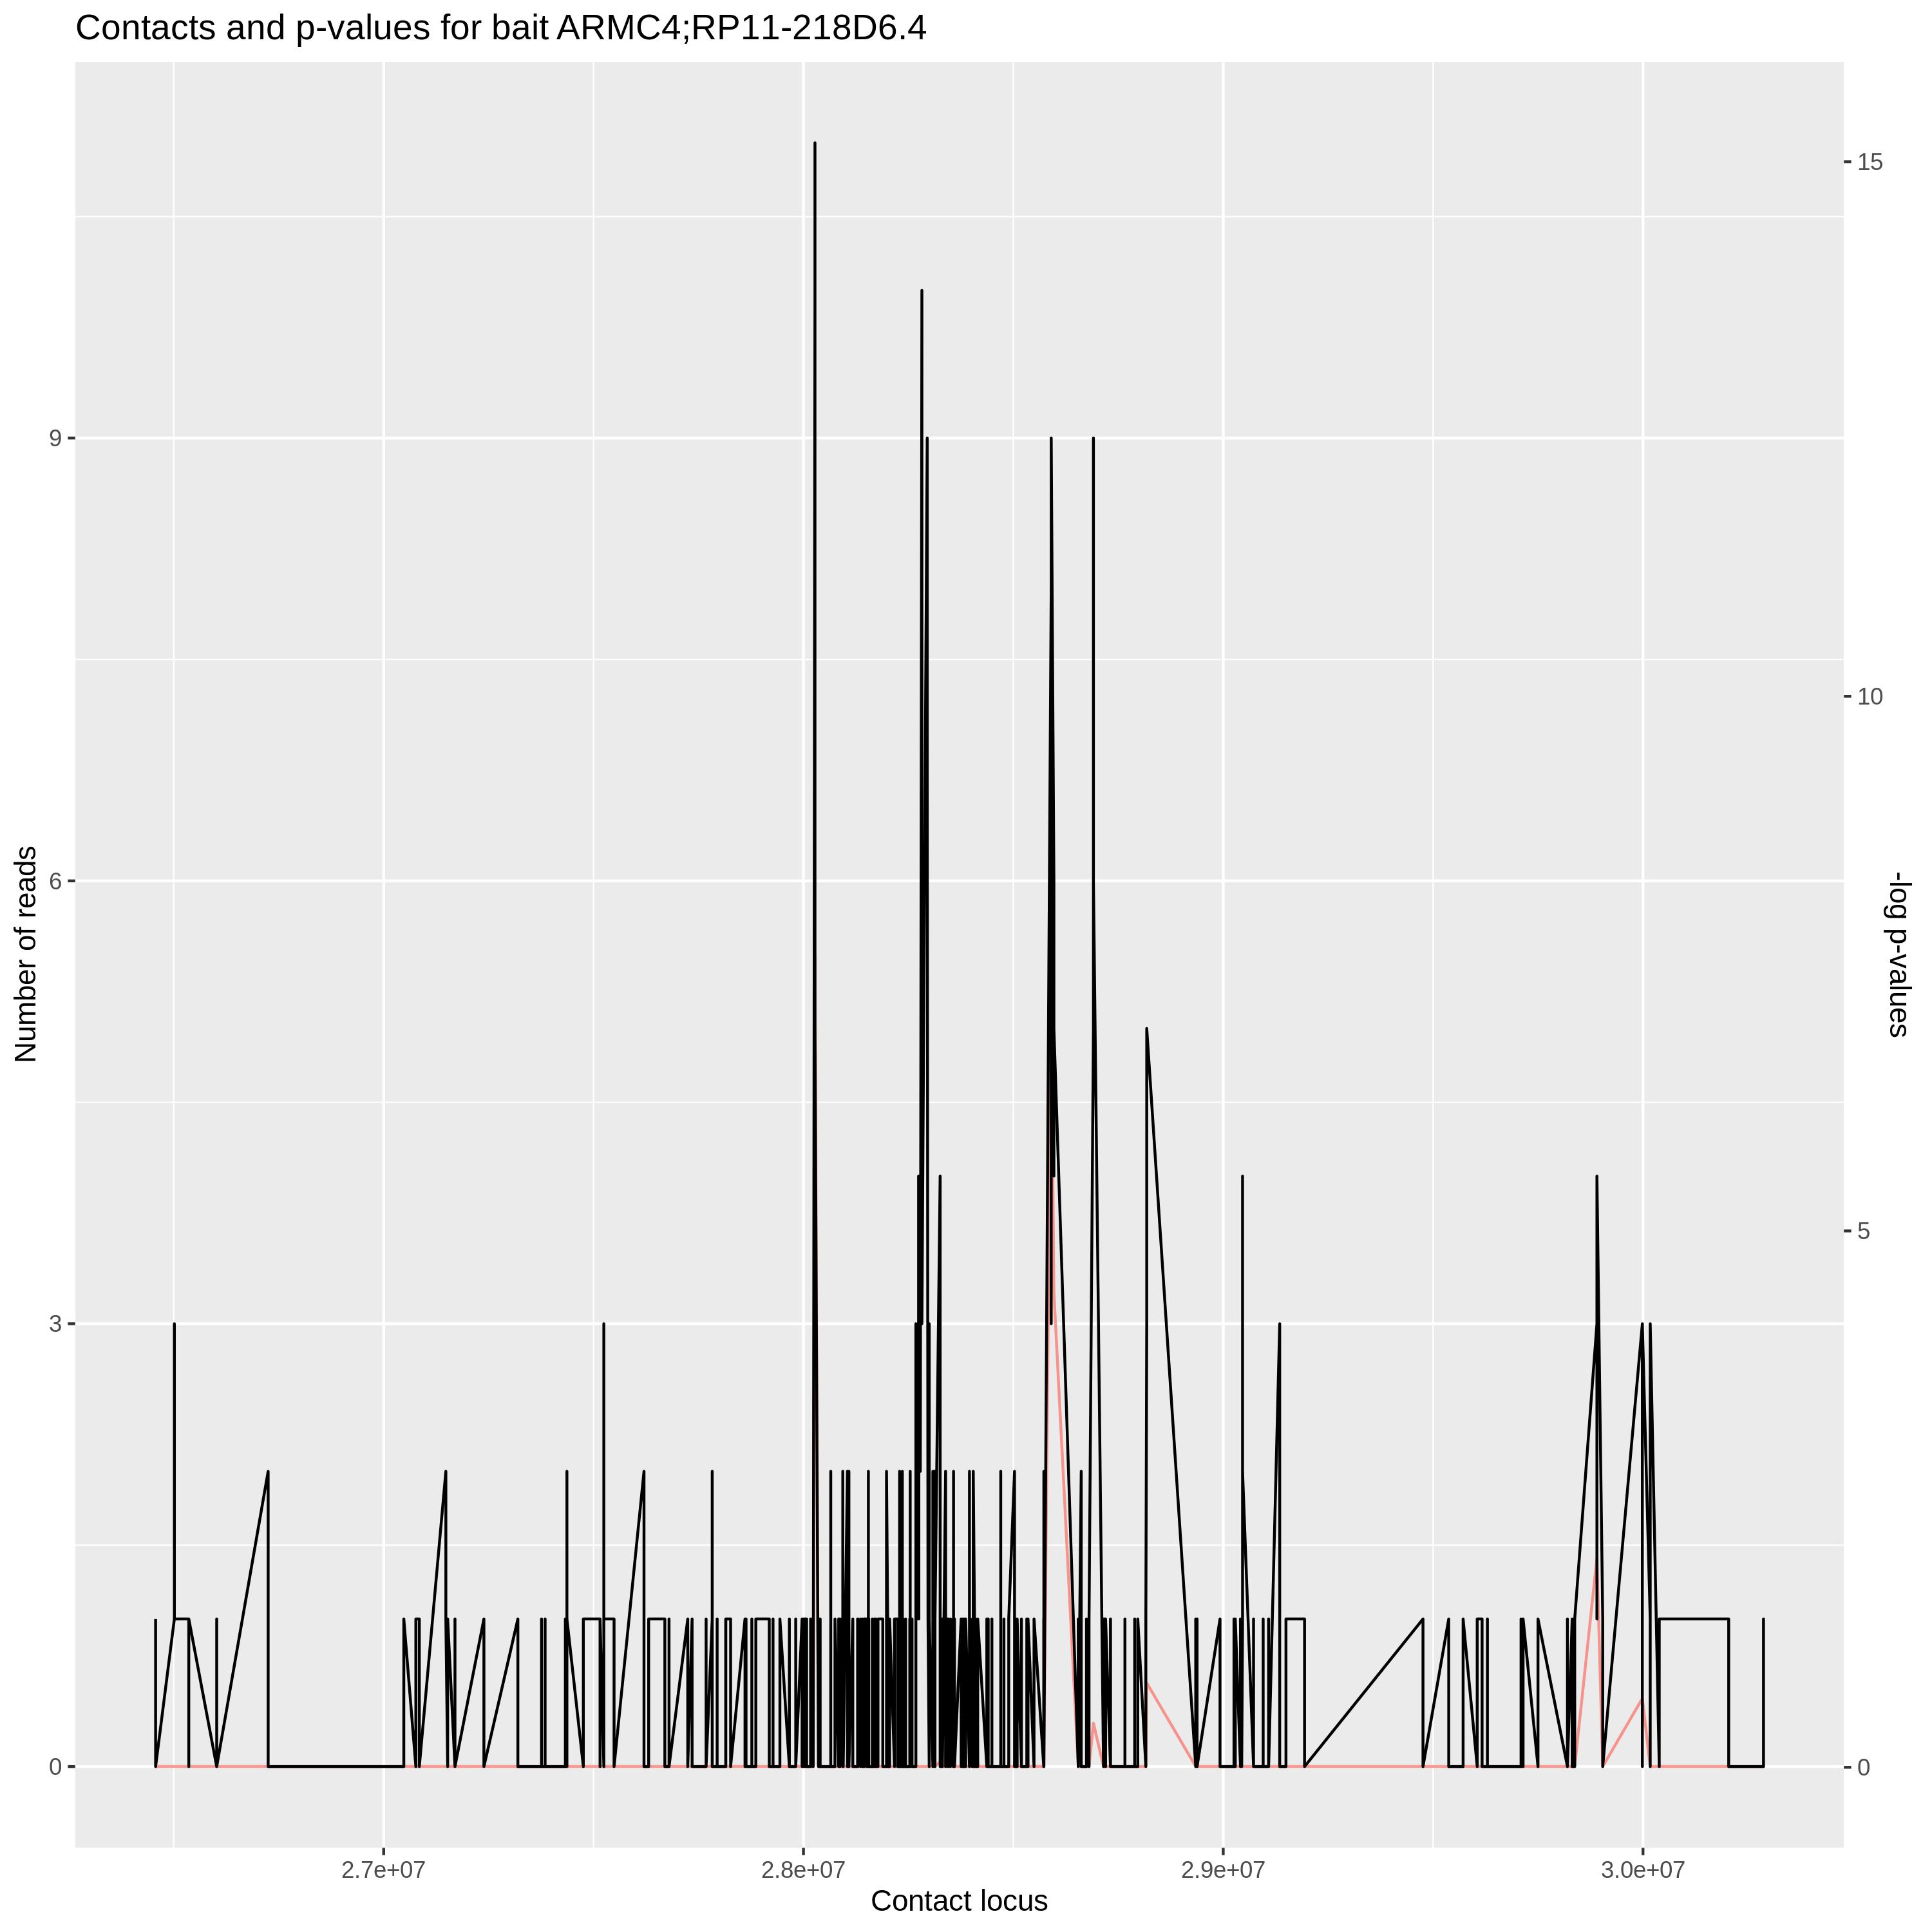 Contacts and p-values for bait ARMC4;RP11-218D6.4
Number of reads
9
6
3
0
15
10
5
0
-log p-values
2.7e+07 2.8e+07 2.9e+07 3.0e+07
Contact locus